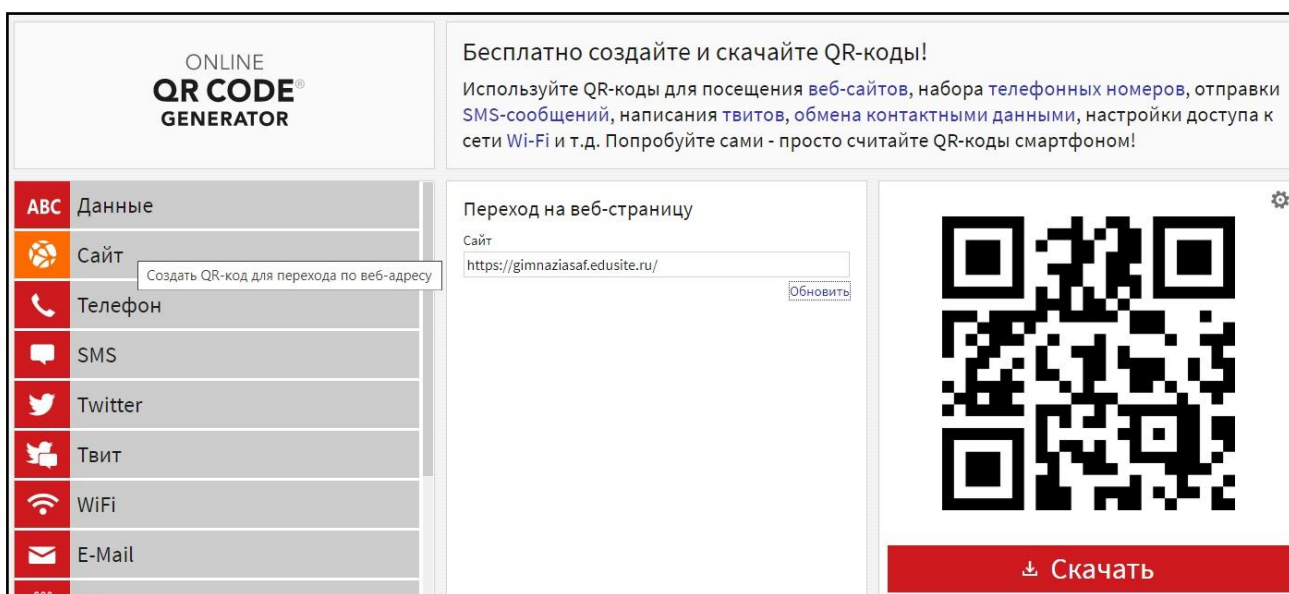 ONLINE
QR CODE®
GENERATOR
Бесплатно создайте и скачайте QR-коды!
Используйте QR-коды для посещения веб-сайтов, набора телефонных номеров, отправки
SMS-сообщений, написания твитов, обмена контактными данными, настройки доступа к
сети Wi-Fi и т.д. Попробуйте сами - просто считайте QR-коды смартфоном!
ABC Данные
Сайт
Создать QR-код для перехода по веб-адресу
Телефон
SMS
Twitter
Твит
WiFi
E-Mail
Переход на веб-страницу
Сайт
https://gimnaziasaf.edusite.ru/
Обновить
Скачать